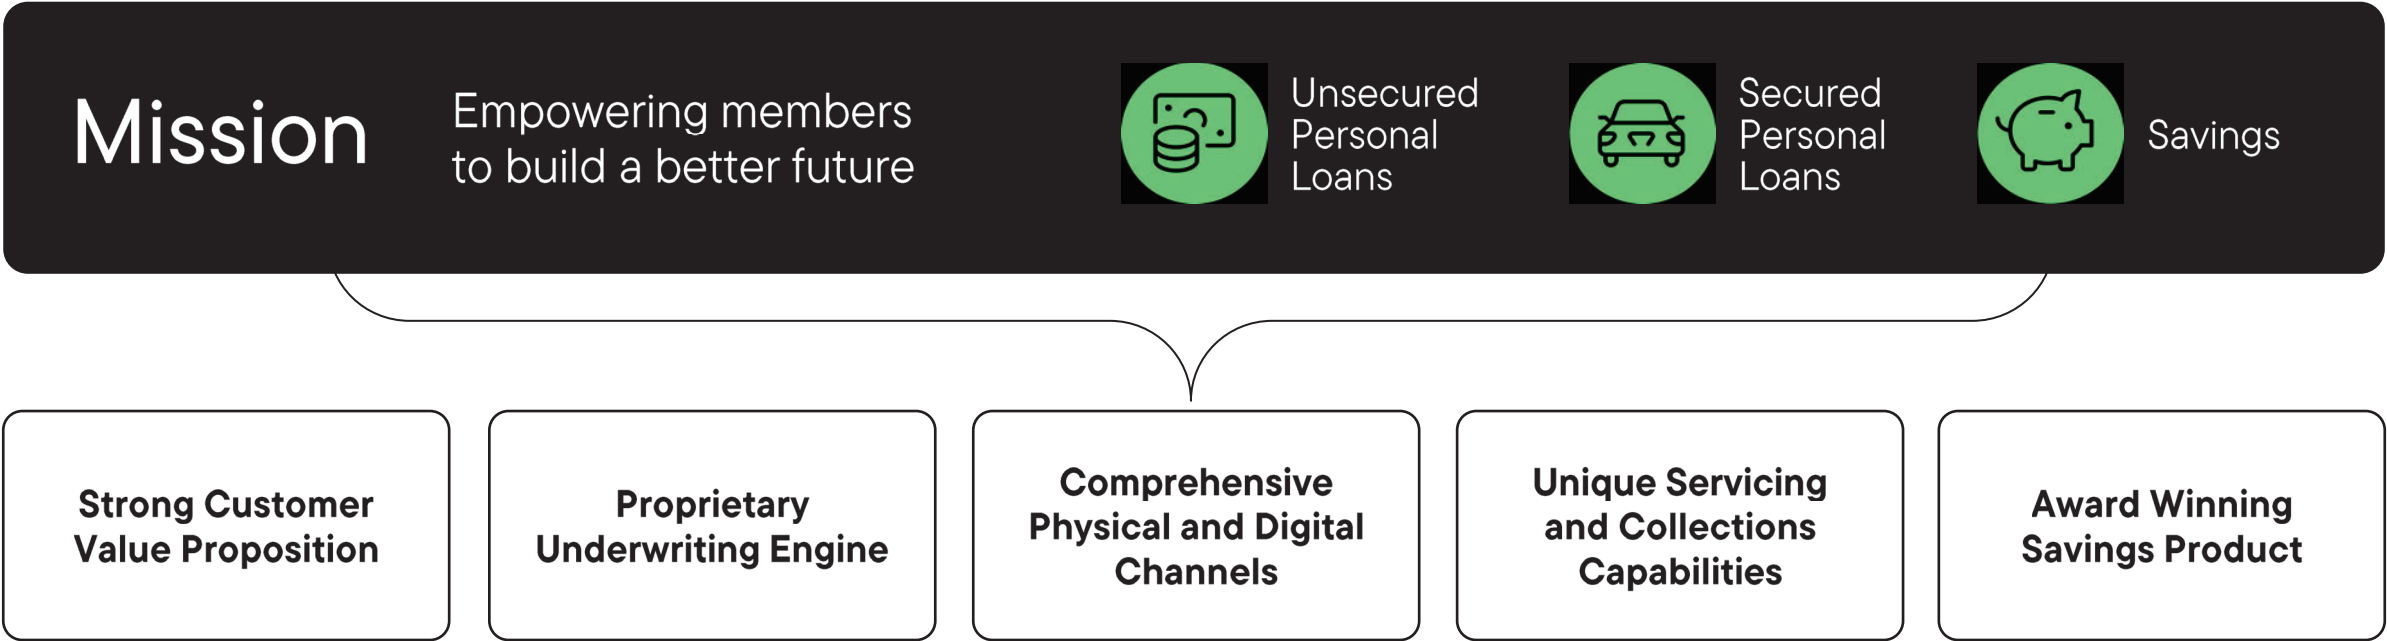 Mission
Empowering members
to build a better future
Unsecured
Personal
Loans
Secured
Personal
Loans
Savings
Strong Customer
Value Proposition
Proprietary
Underwriting Engine
Comprehensive
Physical and Digital
Channels
Unique Servicing
and Collections
Capabilities
Award Winning
Savings Product